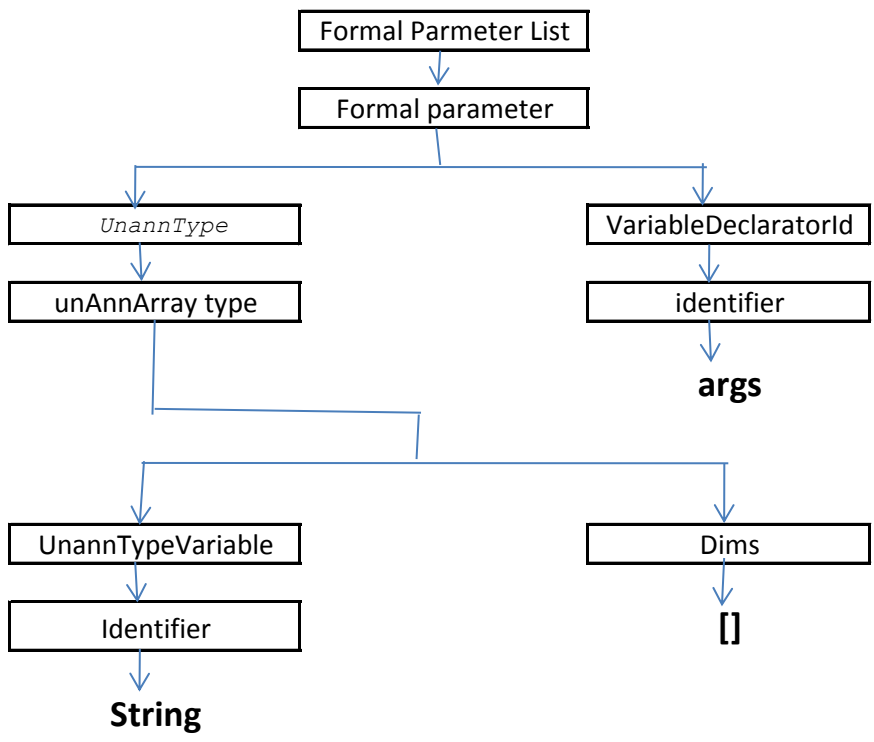 Formal Parmeter List
Formal parameter
UnannType
VariableDeclaratorId
unAnnArray type
identifier
args
UnannTypeVariable
Dims
Identifier
[]
String